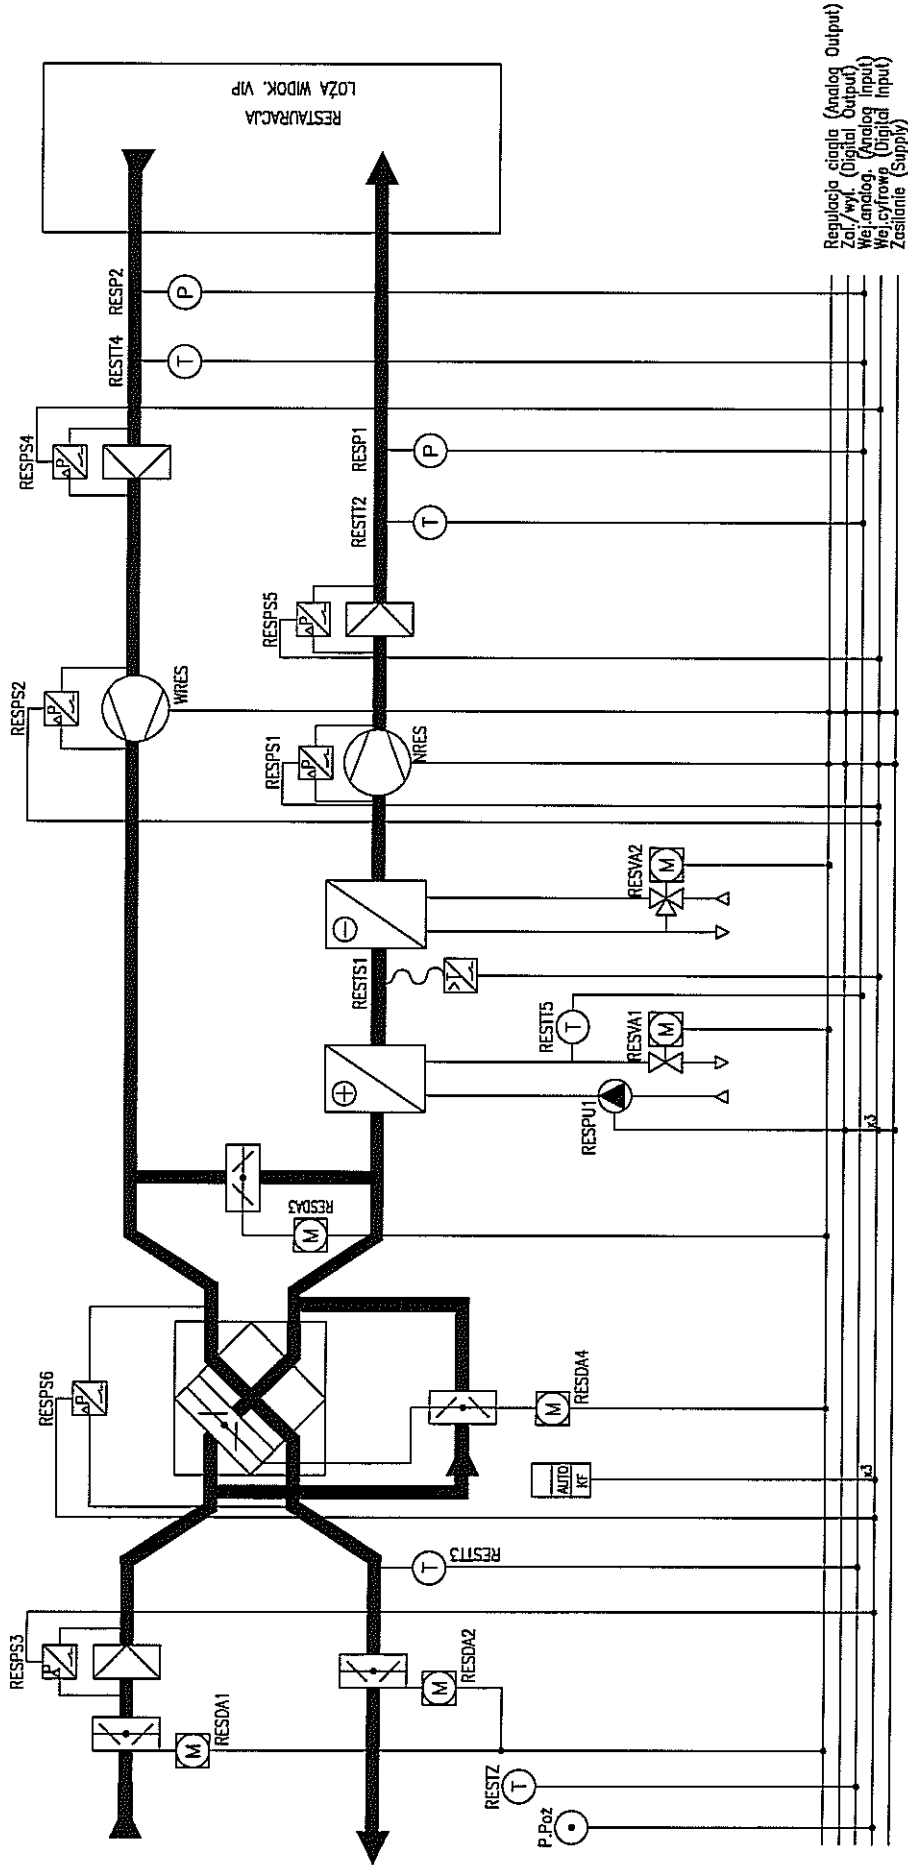 RESTAURACJA
LOŻA WIDOK. VIP
RESPS4
RESTT4
RESP2
P
T
P
RESPS2
WRES
RESPS5
RESTT2
RESP1
P
T
P
RESPS1
NRES
P
RESTS1
T
RESVA2
M
RESTT5
T
RESVA1
M
RESPU1
x3
RESDA3
M
RESPS6
P
RESDA4
M
AUTO
KF
x3
RESTT3
T
RESPS3
P
RESDA1
M
RESDA2
M
RESTZ
T
P.Poż
Regulacja ciągła (Analog Output)
Zał./wył. (Digital Output)
Wej.analog. (Analog Input)
Wej.cyfrowe (Digital Input)
Zasilanie (Supply)